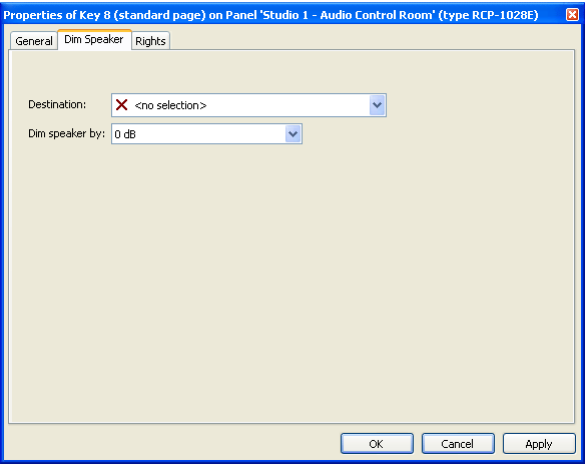 Properties of Key 8 (standard page) on Panel 'Studio 1 - Audio Control Room' (type RCP-1028E)
General Dim Speaker Rights
Destination: <no selection>
Dim speaker by: 0 dB
OK Cancel Apply